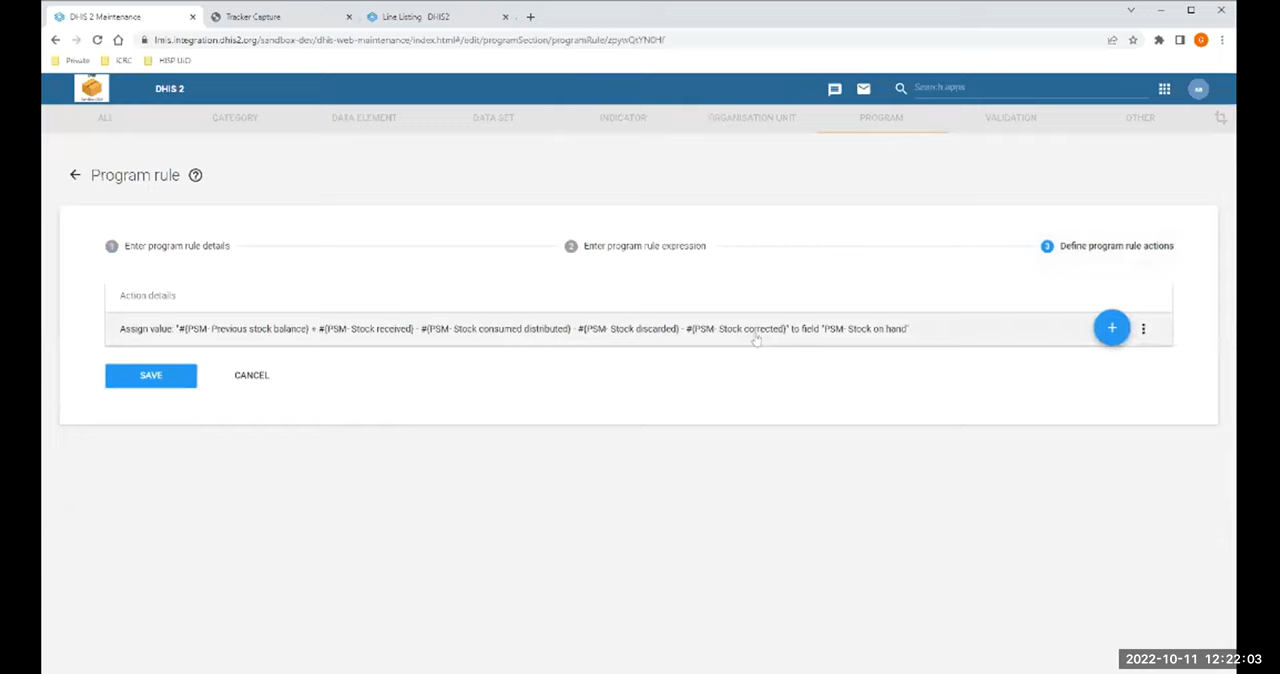 DHIS 2 Maintenance
Tracker Capture
Line Listing DHIS2
lmis.integration.dhis2.org/sandbox-dev/dhis-web-maintenance/index.html#/edit/programSection/programRule/zpywQtYN0Hf
Private
ICRC
HISP UiO
DHIS 2
Search apps
ALL
CATEGORY
DATA ELEMENT
DATA SET
INDICATOR
ORGANISATION UNIT
PROGRAM
VALIDATION
OTHER
Program rule
1 Enter program rule details
2 Enter program rule expression
3 Define program rule actions
Action details
Assign value: "#{PSM- Previous stock balance} + #{PSM- Stock received} - #{PSM- Stock consumed distributed} - #{PSM- Stock discarded} - #{PSM- Stock corrected}" to field "PSM- Stock on hand"
SAVE
CANCEL
2022-10-11 12:22:03